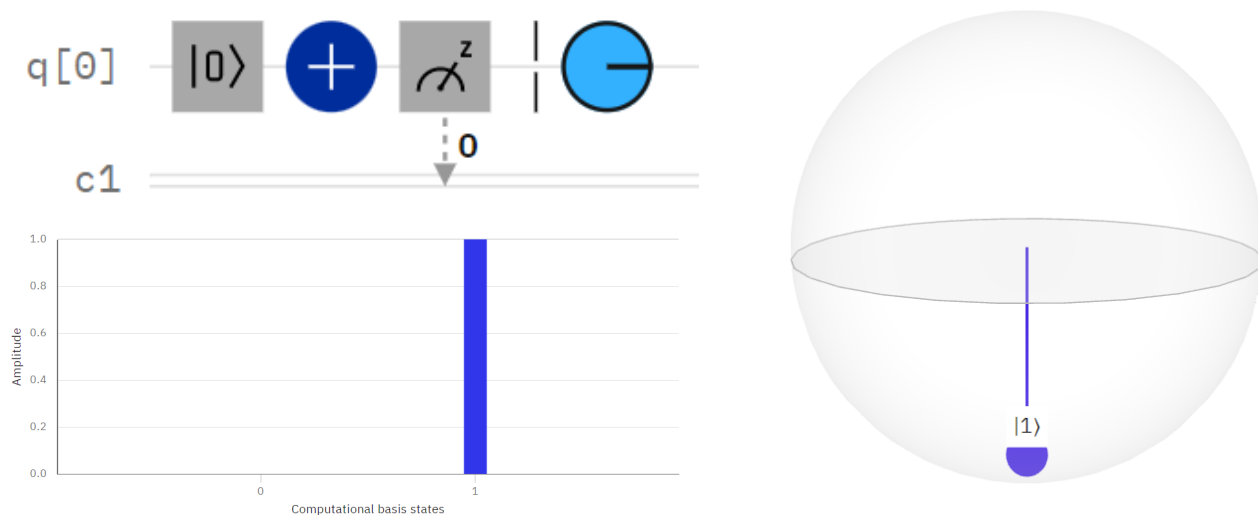 q[0] |0⟩ + z
0
c1
1.0
0.8
0.6
0.4
0.2
0.0
Amplitude
0 1
Computational basis states
|1⟩